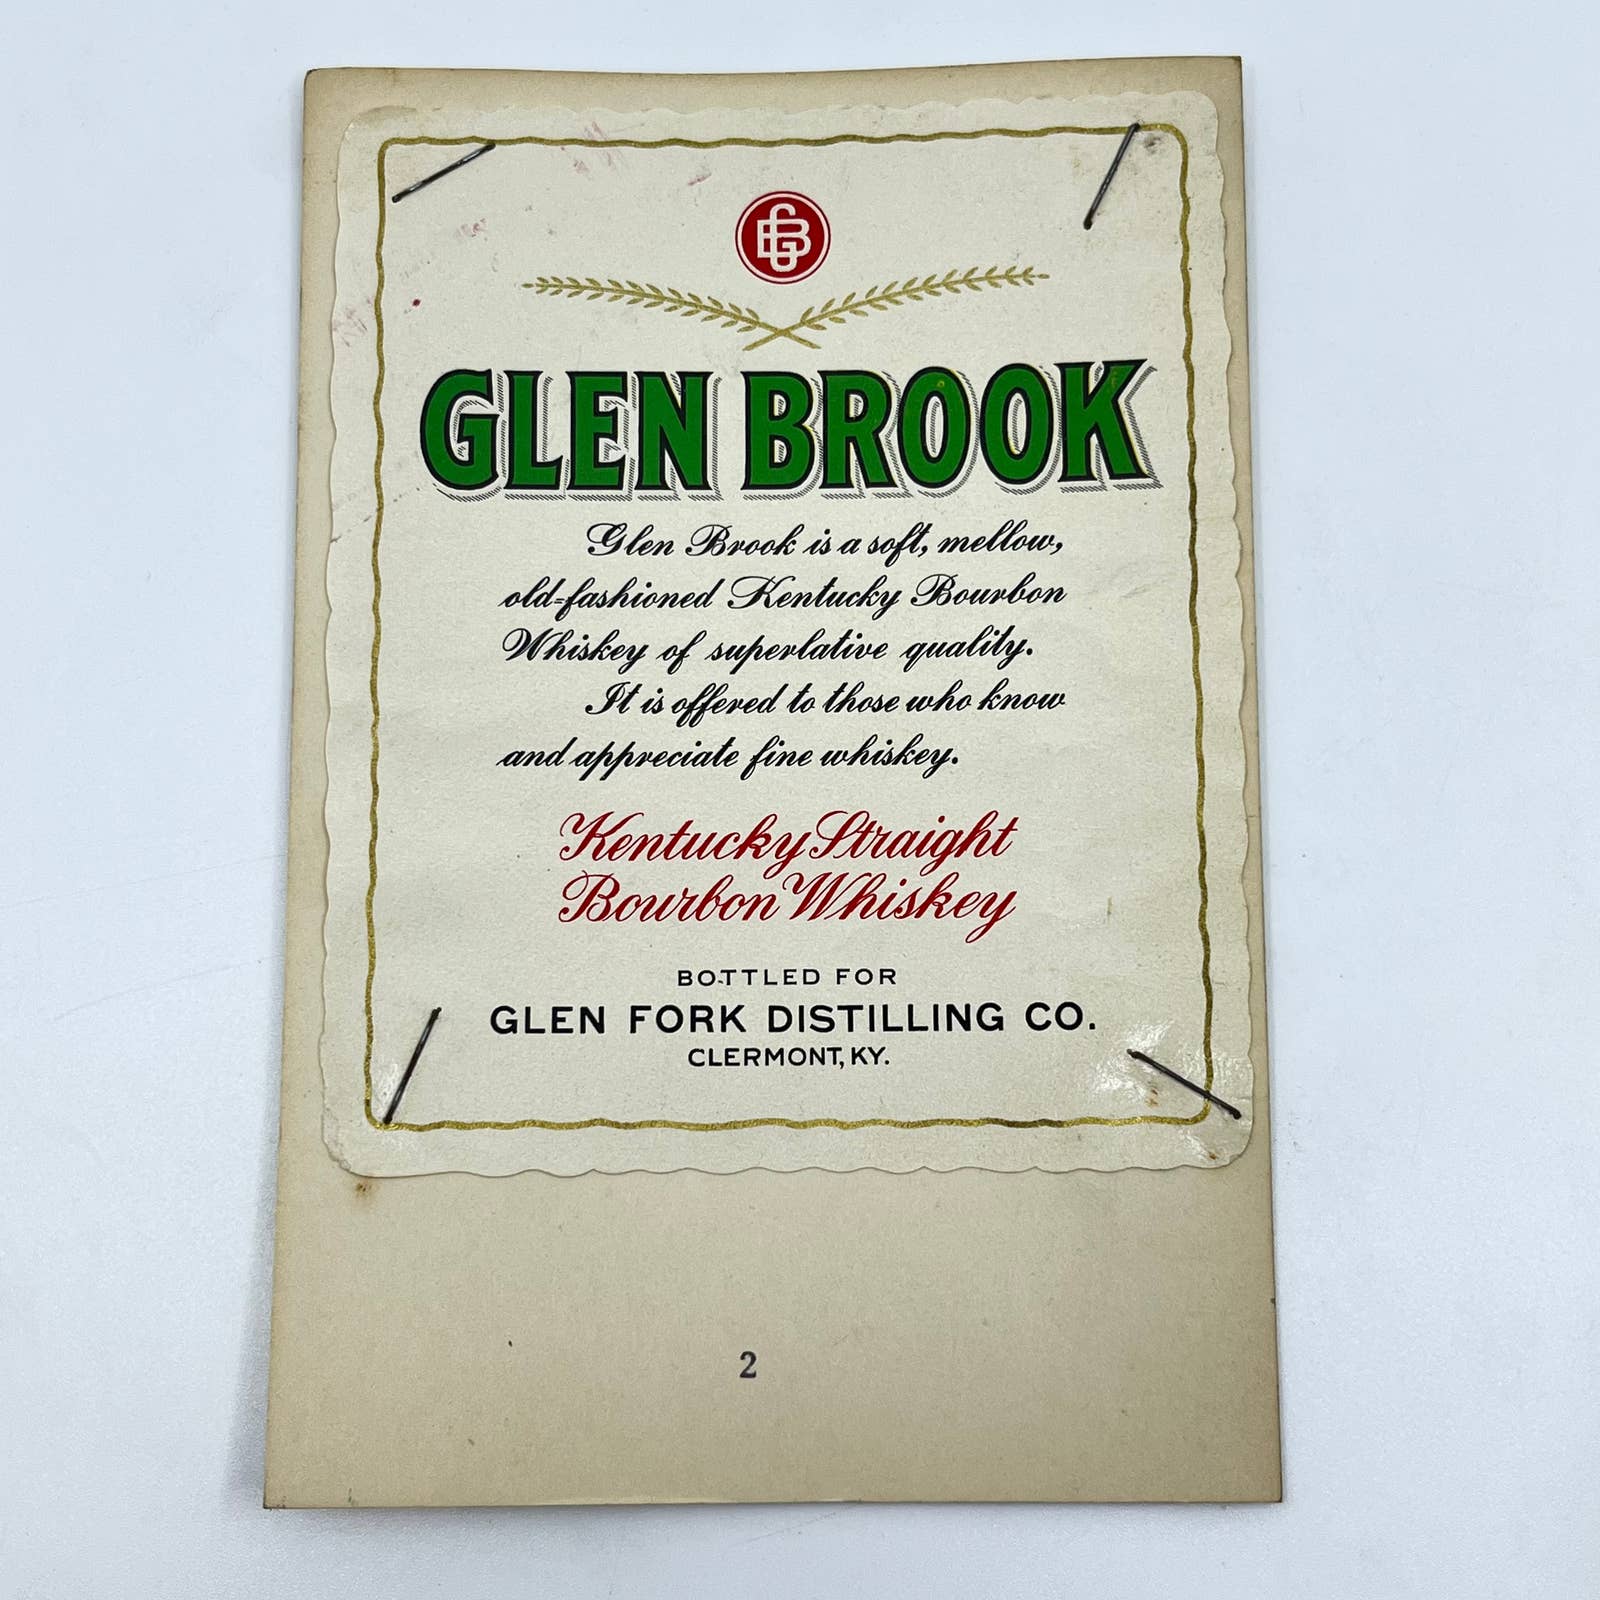 GB
GLEN BROOK
Glen Brook is a soft, mellow,
old-fashioned Kentucky Bourbon
Whiskey of superlative quality.
It is offered to those who know
and appreciate fine whiskey.
Kentucky Straight
Bourbon Whiskey
BOTTLED FOR
GLEN FORK DISTILLING CO.
CLERMONT, KY.
2